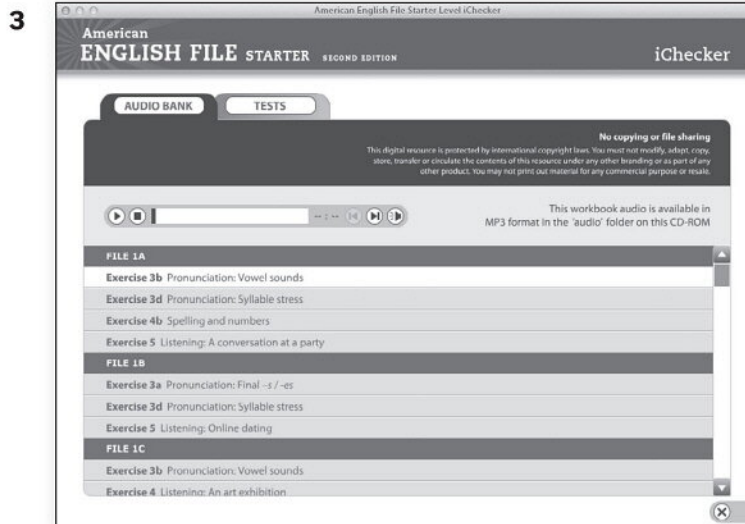 3
American English File Starter Level iChecker
American
ENGLISH FILE STARTER SECOND EDITION
iChecker
AUDIO BANK
TESTS
No copying or file sharing
This digital resource is protected by international copyright laws. You must not modify, adapt, copy,
store, transfer or circulate the contents of this resource under any other branding or as part of any
other product. You may not print out material for any commercial purpose or resale.
-- : --
This workbook audio is available in
MP3 format in the 'audio' folder on this CD-ROM
FILE 1A
Exercise 3b Pronunciation: Vowel sounds
Exercise 3d Pronunciation: Syllable stress
Exercise 4b Spelling and numbers
Exercise 5 Listening: A conversation at a party
FILE 1B
Exercise 3a Pronunciation: Final -s / -es
Exercise 3d Pronunciation: Syllable stress
Exercise 5 Listening: Online dating
FILE 1C
Exercise 3b Pronunciation: Vowel sounds
Exercise 4 Listening: An art exhibition